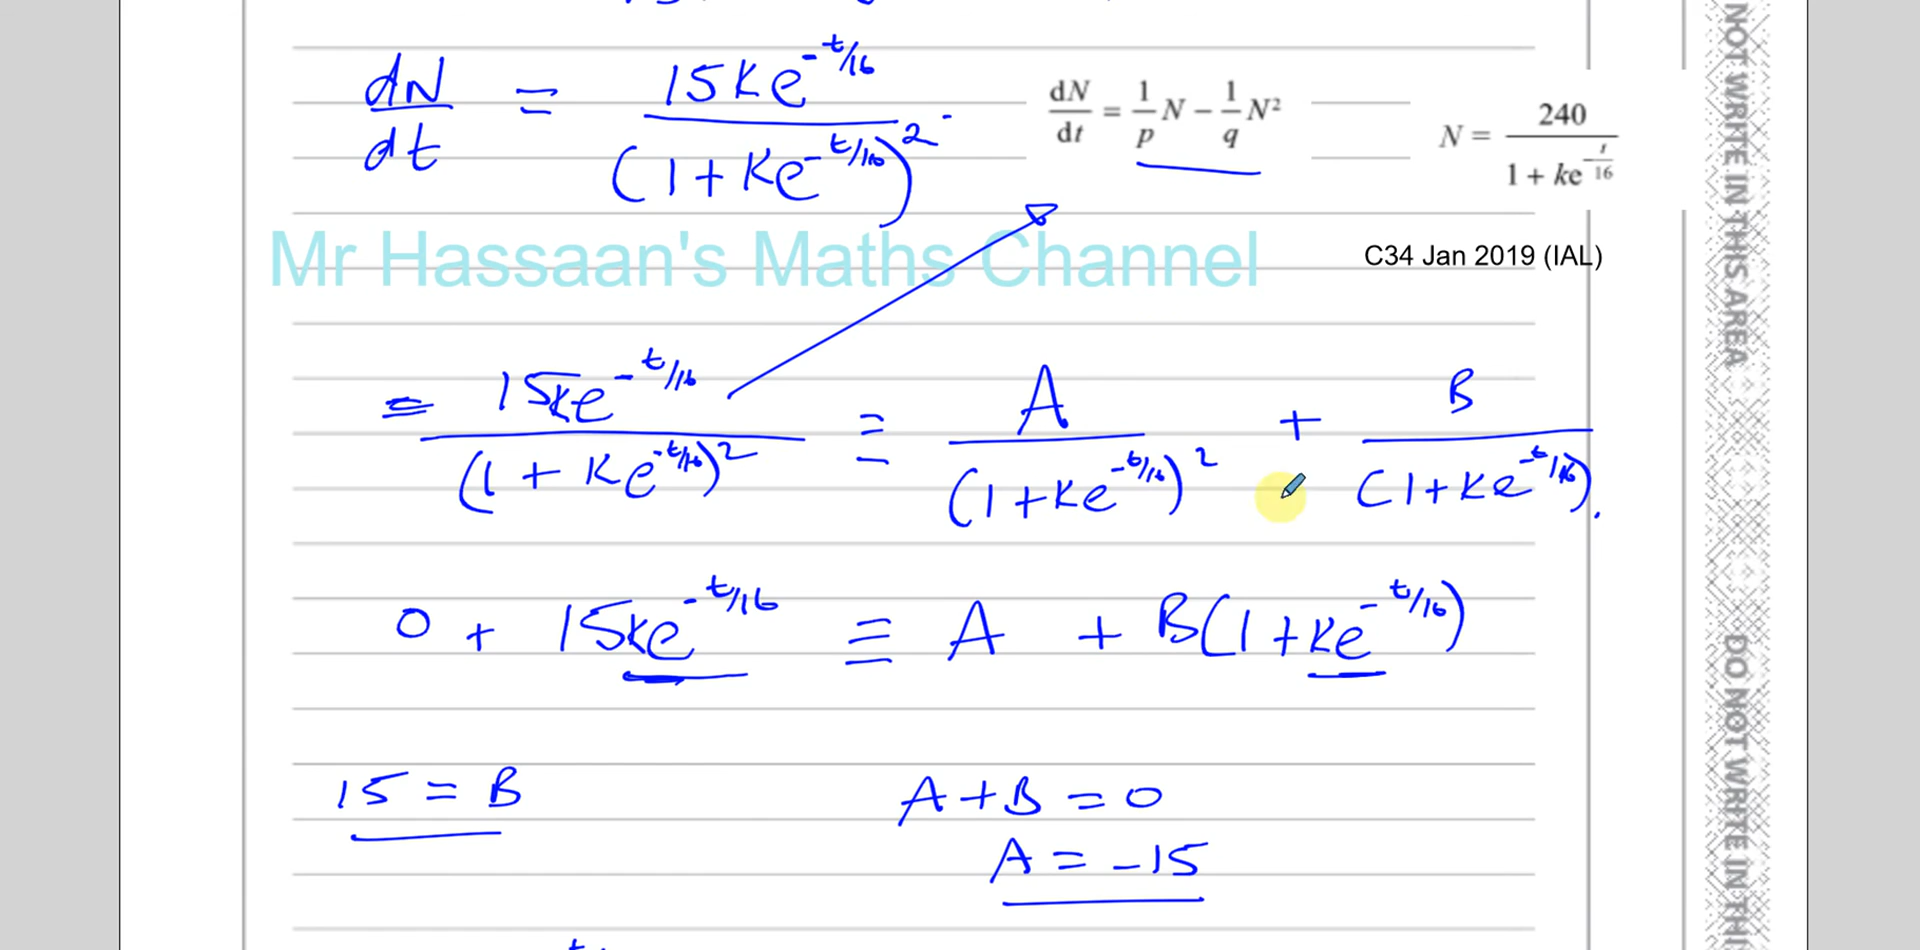 dN/dt = 15ke^{-t/16} / (1+ke^{-t/16})^2
dN/dt = 1/p N − 1/q N²
N = 240 / (1 + ke^{-t/16})
Mr Hassaan's Maths Channel
C34 Jan 2019 (IAL)
= 15ke^{-t/16} / (1+ke^{-t/16})^2 = A / (1+ke^{-t/16})^2 + B / (1+ke^{-t/16}).
0 + 15ke^{-t/16} ≡ A + B(1+ke^{-t/16})
15 = B
A+B = 0
A = -15
NOT WRITE IN THIS AREA
DO NOT WRITE IN THI